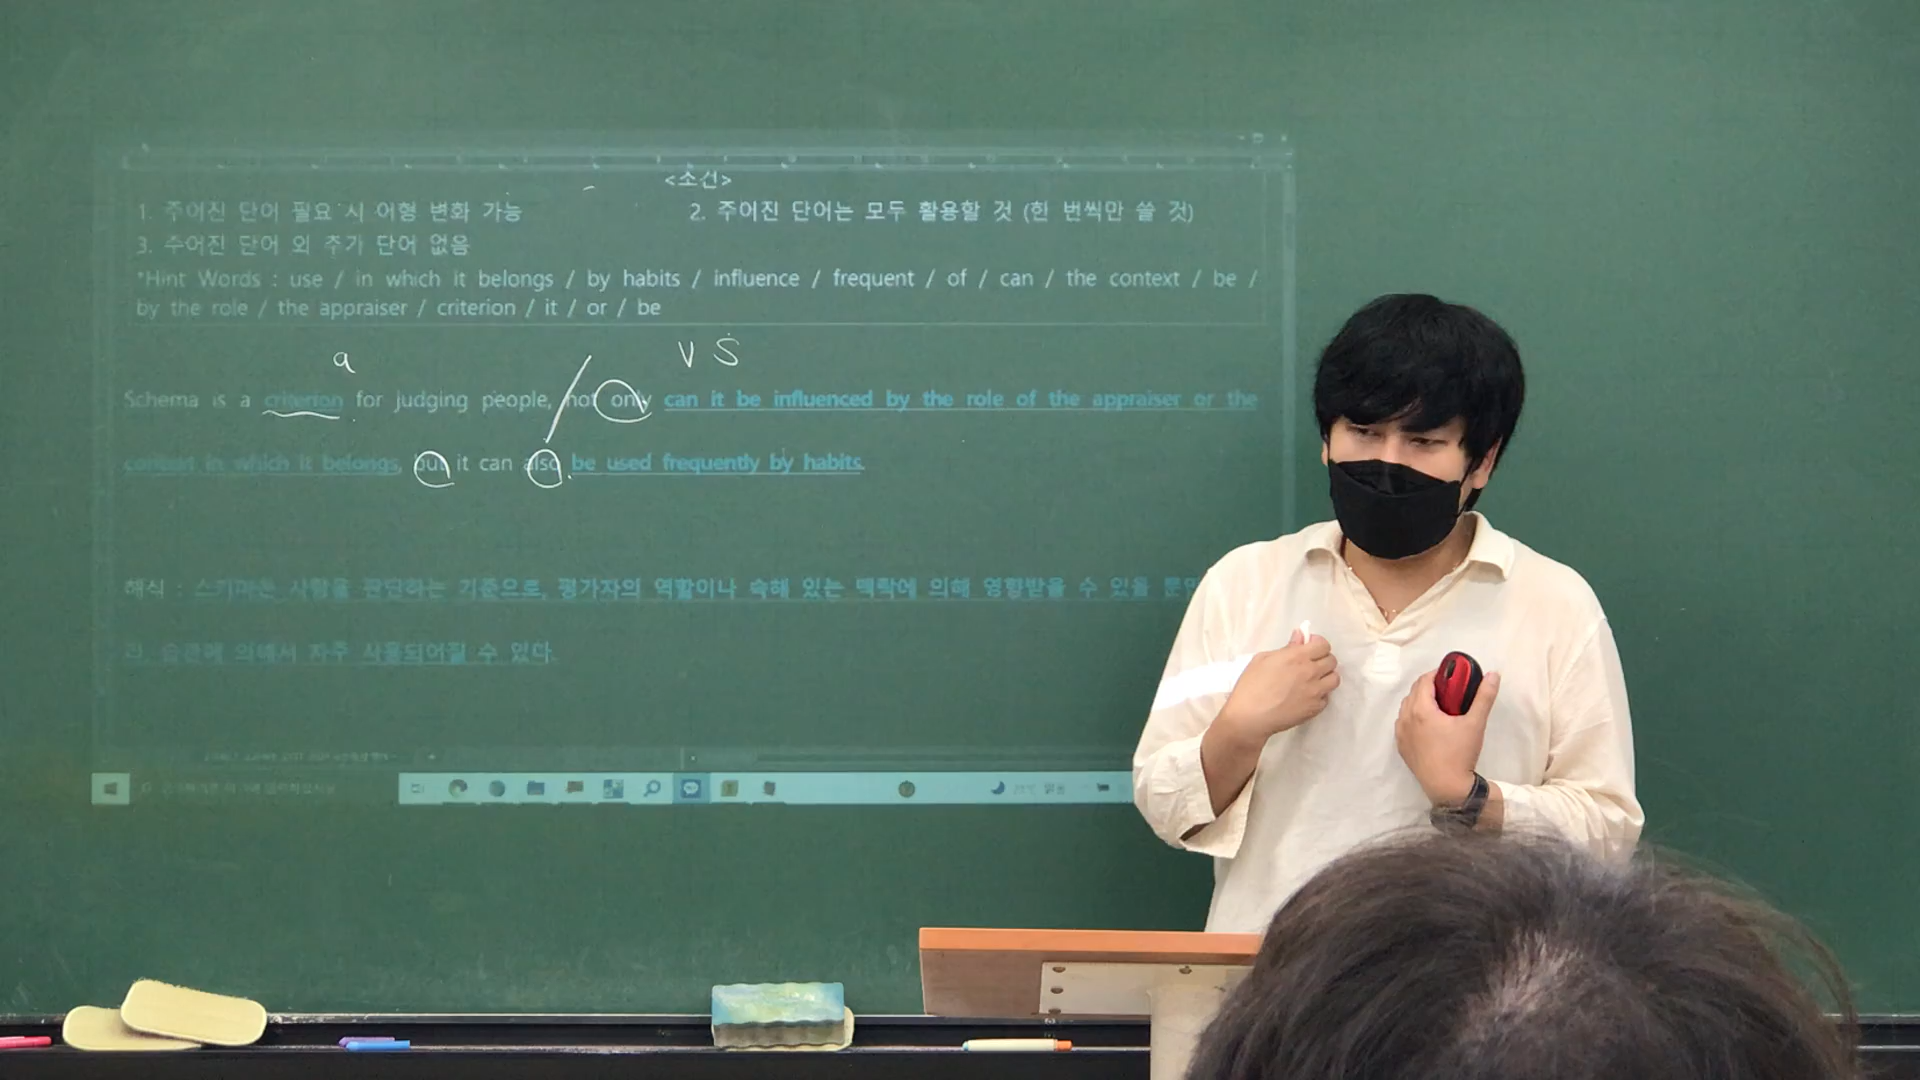 <소선>
1. 주어진 단어 필요 시 어형 변화 가능 2. 주어진 단어는 모두 활용할 것 (한 번씩만 쓸 것)
3. 주어진 단어 외 추가 단어 없음
*Hint Words : use / in which it belongs / by habits / influence / frequent / of / can / the context / be /
by the role / the appraiser / criterion / it / or / be
a V S
Schema is a criterion for judging people, not only can it be influenced by the role of the appraiser or the
context in which it belongs, but it can also be used frequently by habits.
해석 : 스키마는 사람을 판단하는 기준으로, 평가자의 역할이나 속해 있는 맥락에 의해 영향받을 수 있을
습관에 의해서 자주 사용되어질 수 있다.